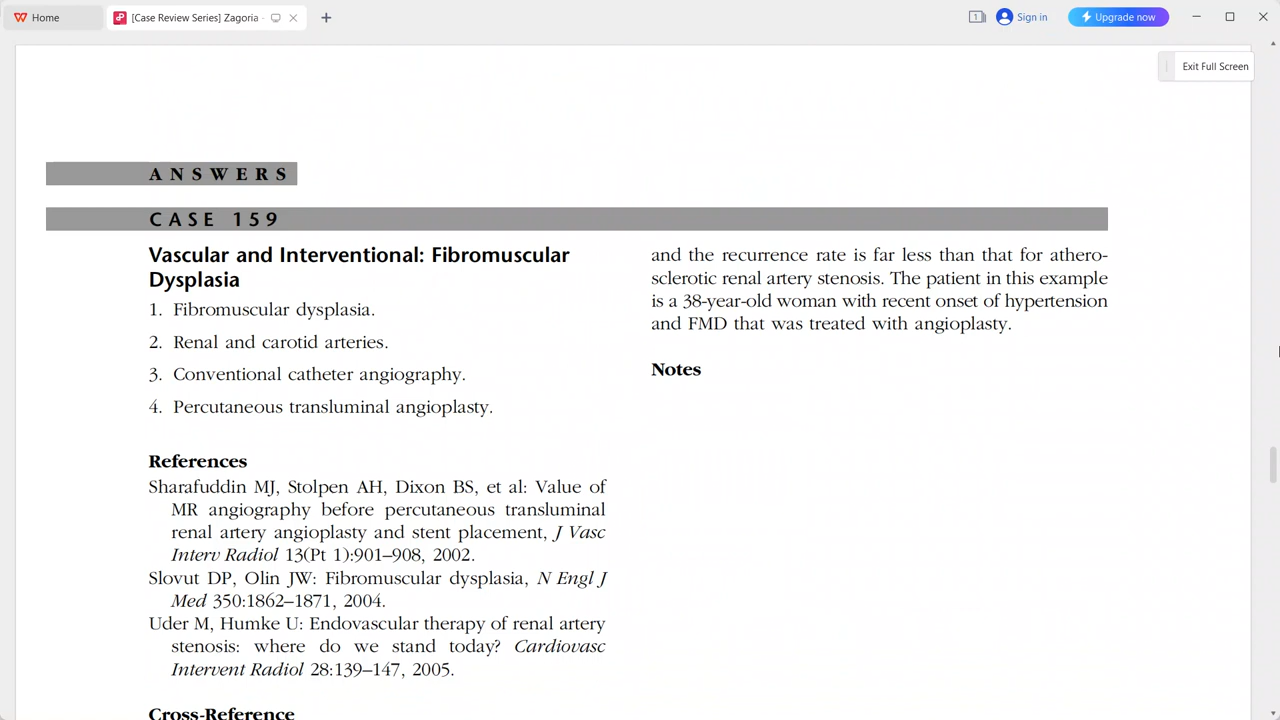 Home
[Case Review Series] Zagoria
Sign in
Upgrade now
Exit Full Screen
ANSWERS
CASE 159
Vascular and Interventional: Fibromuscular
Dysplasia
1. Fibromuscular dysplasia.
2. Renal and carotid arteries.
3. Conventional catheter angiography.
4. Percutaneous transluminal angioplasty.
References
Sharafuddin MJ, Stolpen AH, Dixon BS, et al: Value of
MR angiography before percutaneous transluminal
renal artery angioplasty and stent placement, J Vasc
Interv Radiol 13(Pt 1):901–908, 2002.
Slovut DP, Olin JW: Fibromuscular dysplasia, N Engl J
Med 350:1862–1871, 2004.
Uder M, Humke U: Endovascular therapy of renal artery
stenosis: where do we stand today? Cardiovasc
Intervent Radiol 28:139–147, 2005.
Cross-Reference
and the recurrence rate is far less than that for athero-
sclerotic renal artery stenosis. The patient in this example
is a 38-year-old woman with recent onset of hypertension
and FMD that was treated with angioplasty.
Notes